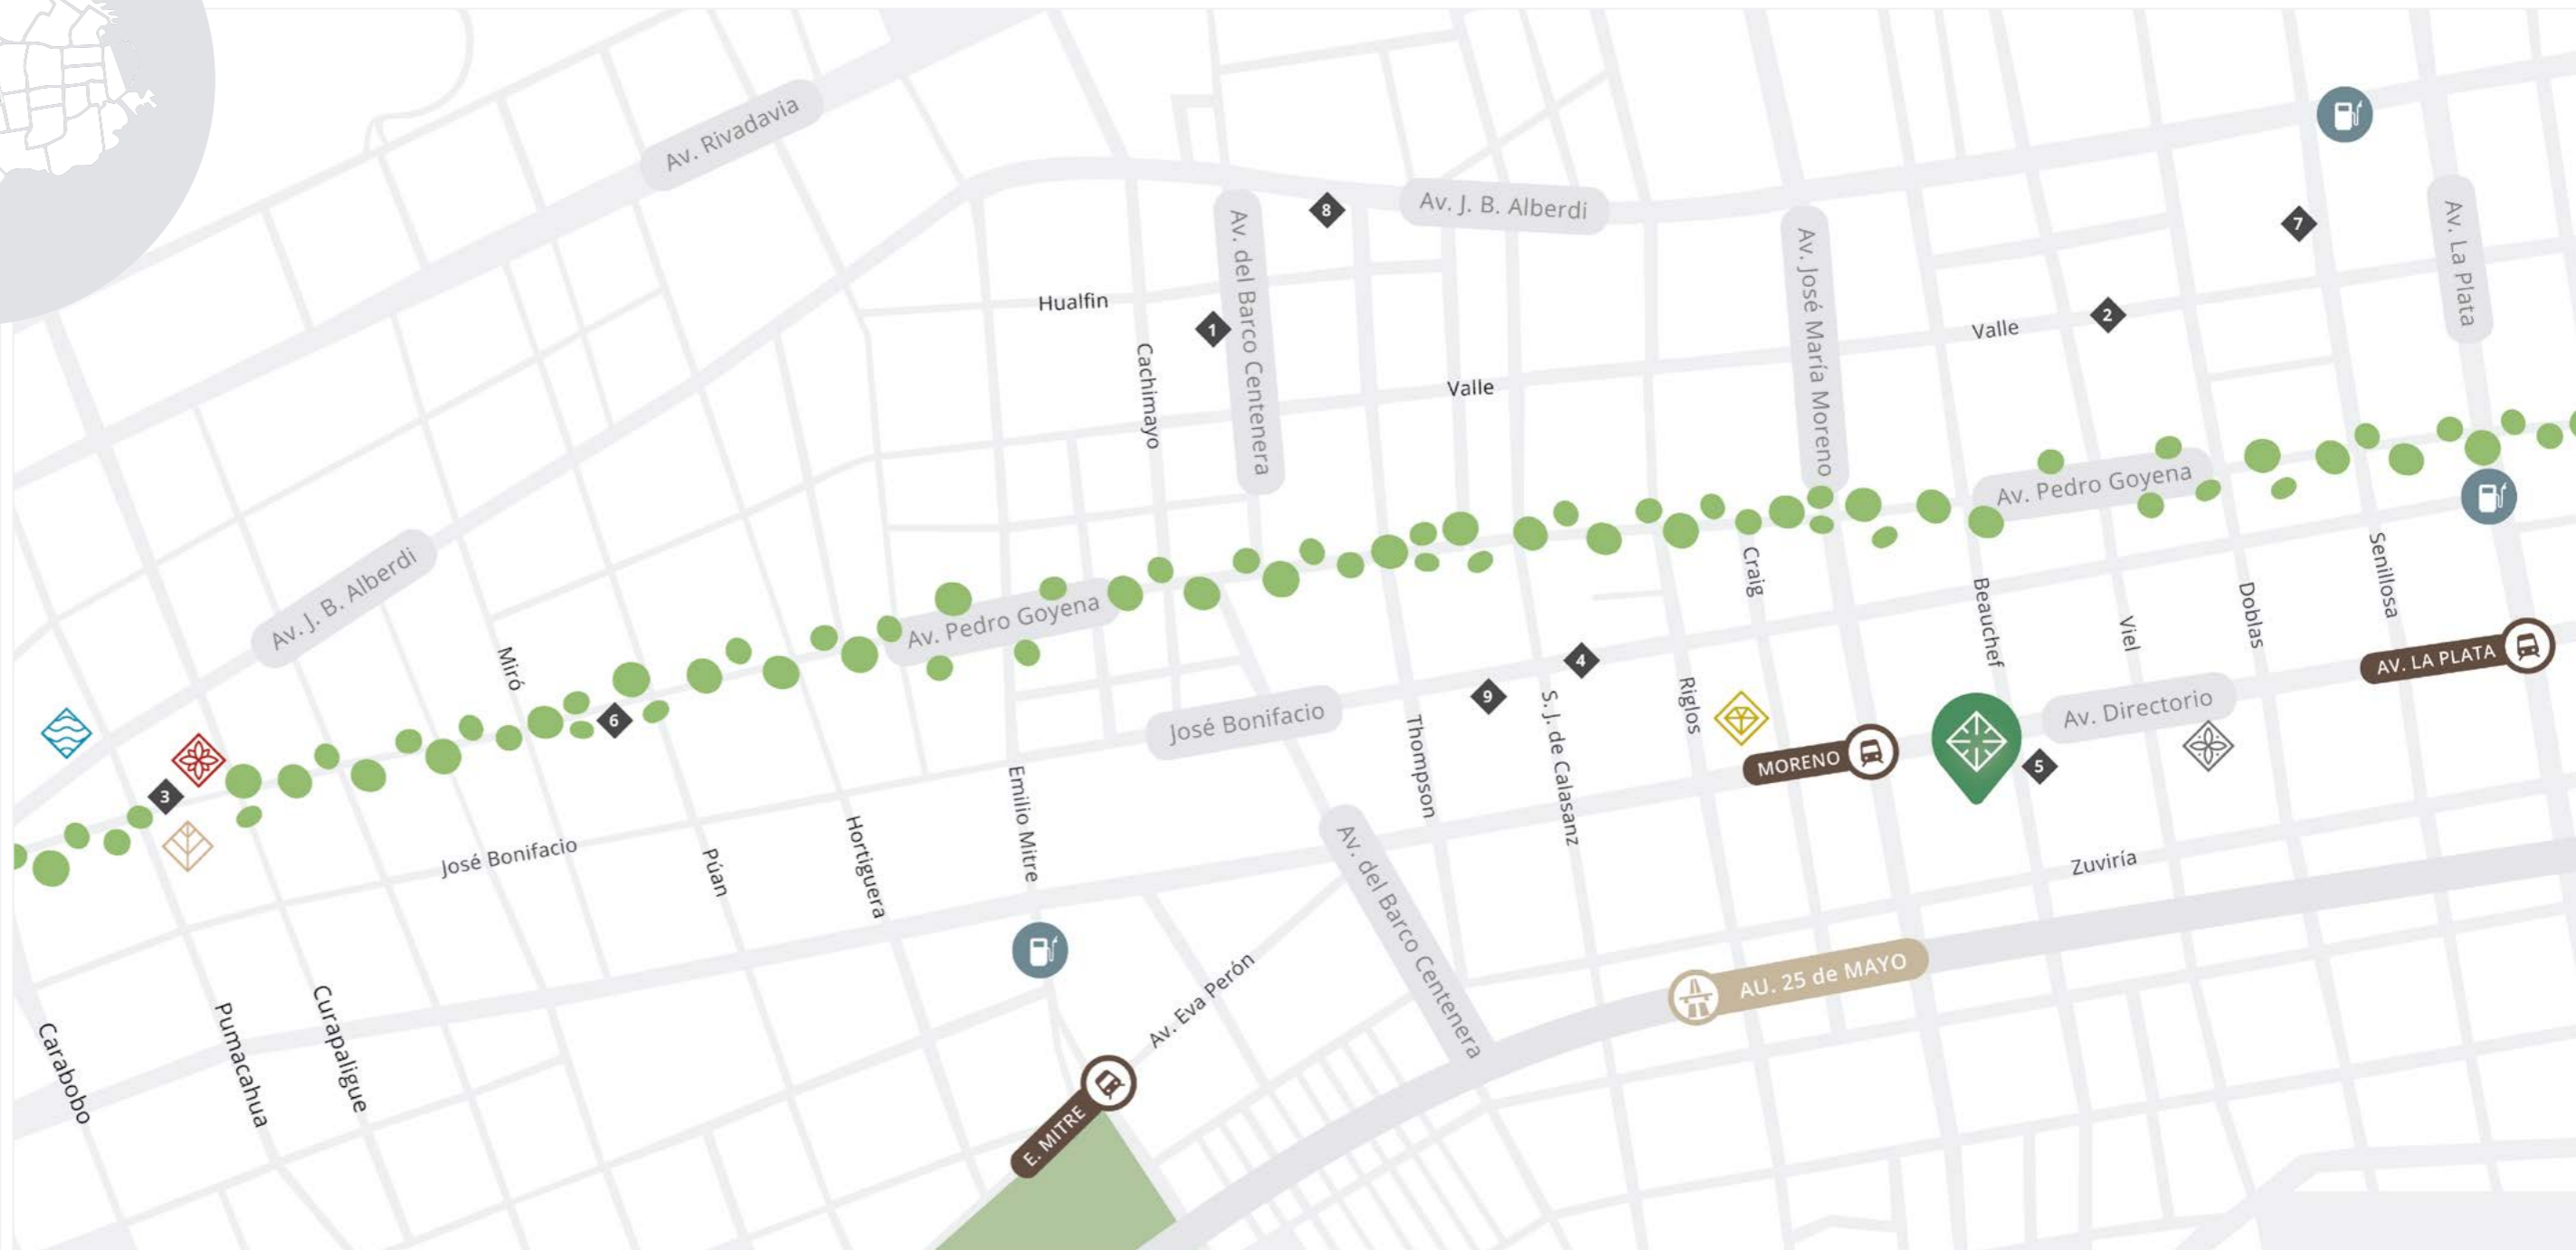 Av. Rivadavia
Av. J. B. Alberdi
8
7
Av. La Plata
Av. del Barco Centenera
Av. José María Moreno
Hualfin
1
2
Valle
Cachimayo
Valle
Av. Pedro Goyena
Av. J. B. Alberdi
Craig
Senillosa
Av. Pedro Goyena
Beauchef
Viel
Doblas
Miró
4
AV. LA PLATA
9
6
José Bonifacio
S. J. de Calasanz
Riglos
Av. Directorio
Thompson
MORENO
5
3
Emilio Mitre
José Bonifacio
Púan
Hortiguera
Zuviría
Av. del Barco Centenera
AU. 25 de MAYO
Av. Eva Perón
Carabobo
Pumacahua
Curapaligue
E. MITRE